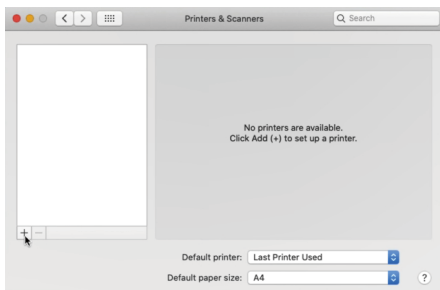 Printers & Scanners
Search
No printers are available.
Click Add (+) to set up a printer.
+ −
Default printer: Last Printer Used
Default paper size: A4
?